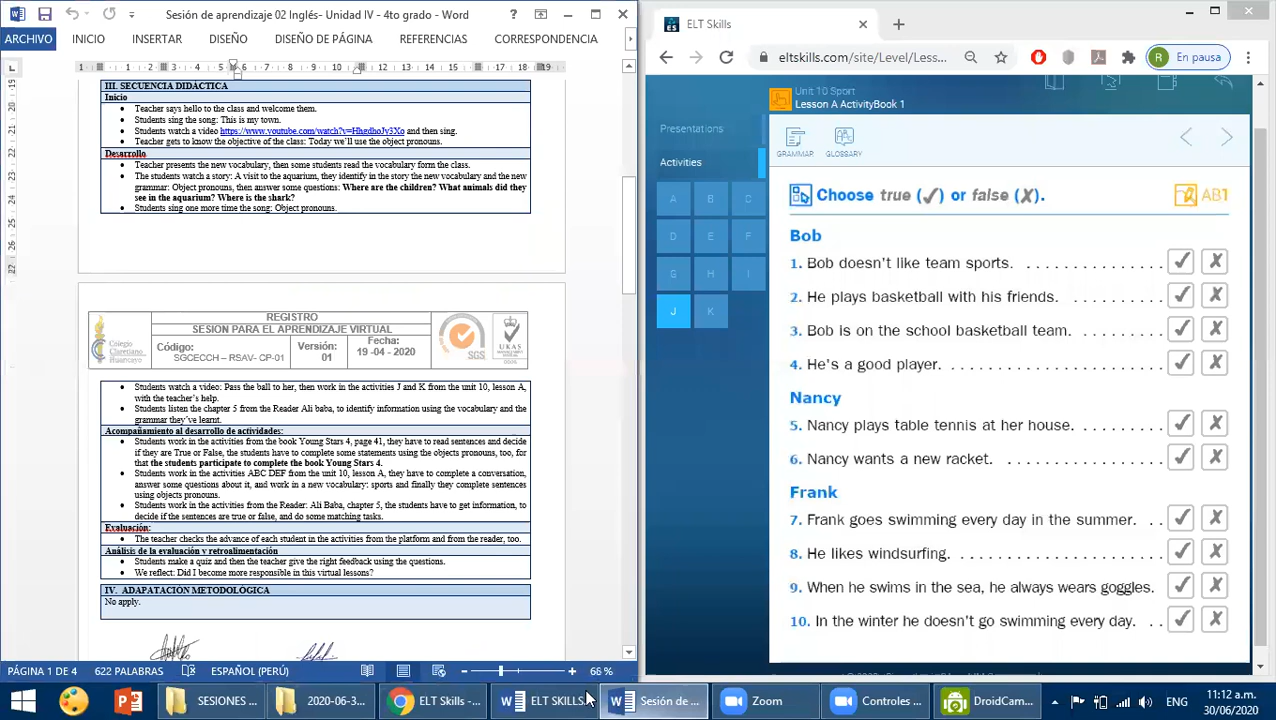 Sesión de aprendizaje 02 Inglés- Unidad IV - 4to grado - Word
ARCHIVO INICIO INSERTAR DISEÑO DISEÑO DE PÁGINA REFERENCIAS CORRESPONDENCIA
III. SECUENCIA DIDÁCTICA
Inicio
Teacher says hello to the class and welcome them.
Students sing the song: This is my town.
Students watch a video https://www.youtube.com/watch?v=HhgdhoJy3Xo and then sing.
Teacher gets to know the objective of the class: Today we'll use the object pronouns.
Desarrollo
Teacher presents the new vocabulary, then some students read the vocabulary form the class.
The students watch a story: A visit to the aquarium, they identify in the story the new vocabulary and the
new grammar: Object pronouns, then answer some questions: Where are the children? What animals did they
see in the aquarium? Where is the shark?
Students sing one more time the song: Object pronouns.
REGISTRO
SESION PARA EL APRENDIZAJE VIRTUAL
Colegio
Claretiano
Huancayo
Código:
SGCECCH – RSAV- CP-01
Versión:
01
Fecha:
19 -04 - 2020
SGS
UKAS
Students watch a video: Pass the ball to her, then work in the activities J and K from the unit 10, lesson A,
with the teacher's help.
Students listen the chapter 5 from the Reader Ali baba, to identify information using the vocabulary and the
grammar they've learnt.
Acompañamiento al desarrollo de actividades:
Students work in the activities from the book Young Stars 4, page 41, they have to read sentences and decide
if they are True or False, the students have to complete some statements using the objects pronouns, too, for
that the students participate to complete the book Young Stars 4.
Students work in the activities ABC DEF from the unit 10, lesson A, they have to complete a conversation,
answer some questions about it, and work in a new vocabulary: sports and finally they complete sentences
using objects pronouns.
Students work in the activities from the Reader: Ali Baba, chapter 5, the students have to get information, to
decide if the sentences are true or false, and do some matching tasks.
Evaluación:
The teacher checks the advance of each student in the activities from the platform and from the reader, too.
Análisis de la evaluación y retroalimentación
Students make a quiz and then the teacher give the right feedback using the questions.
We reflect: Did I become more responsible in this virtual lessons?
IV. ADAPATACIÓN METODOLÓGICA
No apply.
PÁGINA 1 DE 4 622 PALABRAS ESPAÑOL (PERÚ) 66 %
ELT Skills
eltskills.com/site/Level/Less...
R En pausa
Unit 10 Sport
Lesson A ActivityBook 1
Presentations
Activities
A B C
D E F
G H I
J K
GRAMMAR GLOSSARY
Choose true (✓) or false (✗). AB1
Bob
1. Bob doesn't like team sports. ✓ ✗
2. He plays basketball with his friends. ✓ ✗
3. Bob is on the school basketball team. ✓ ✗
4. He's a good player. ✓ ✗
Nancy
5. Nancy plays table tennis at her house. ✓ ✗
6. Nancy wants a new racket. ✓ ✗
Frank
7. Frank goes swimming every day in the summer. ✓ ✗
8. He likes windsurfing. ✓ ✗
9. When he swims in the sea, he always wears goggles. ✓ ✗
10. In the winter he doesn't go swimming every day. ✓ ✗
SESIONES ... 2020-06-3... ELT Skills -... ELT SKILLS... Sesión de ... Zoom Controles ... DroidCam...
ENG
11:12 a.m.
30/06/2020